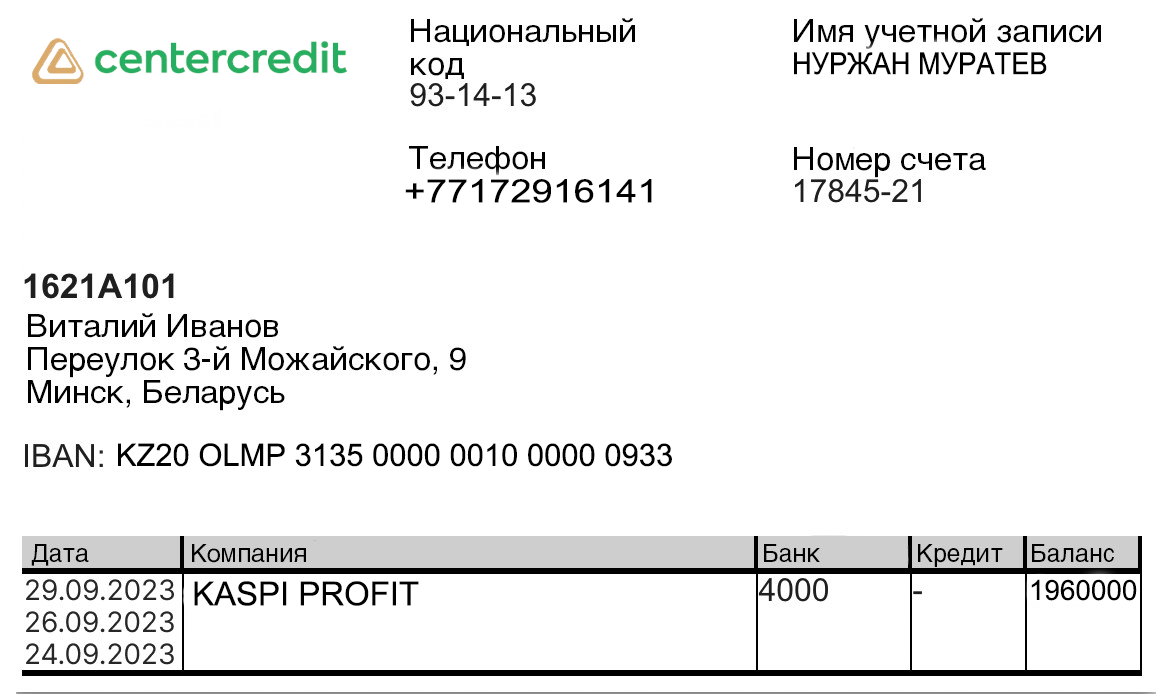 centercredit
Национальный
код
93-14-13
Имя учетной записи
НУРЖАН МУРАТЕВ
Телефон
+77172916141
Номер счета
17845-21
1621A101
Виталий Иванов
Переулок 3-й Можайского, 9
Минск, Беларусь
IBAN: KZ20 OLMP 3135 0000 0010 0000 0933
Дата Компания Банк Кредит Баланс
29.09.2023 KASPI PROFIT 4000 - 1960000
26.09.2023
24.09.2023